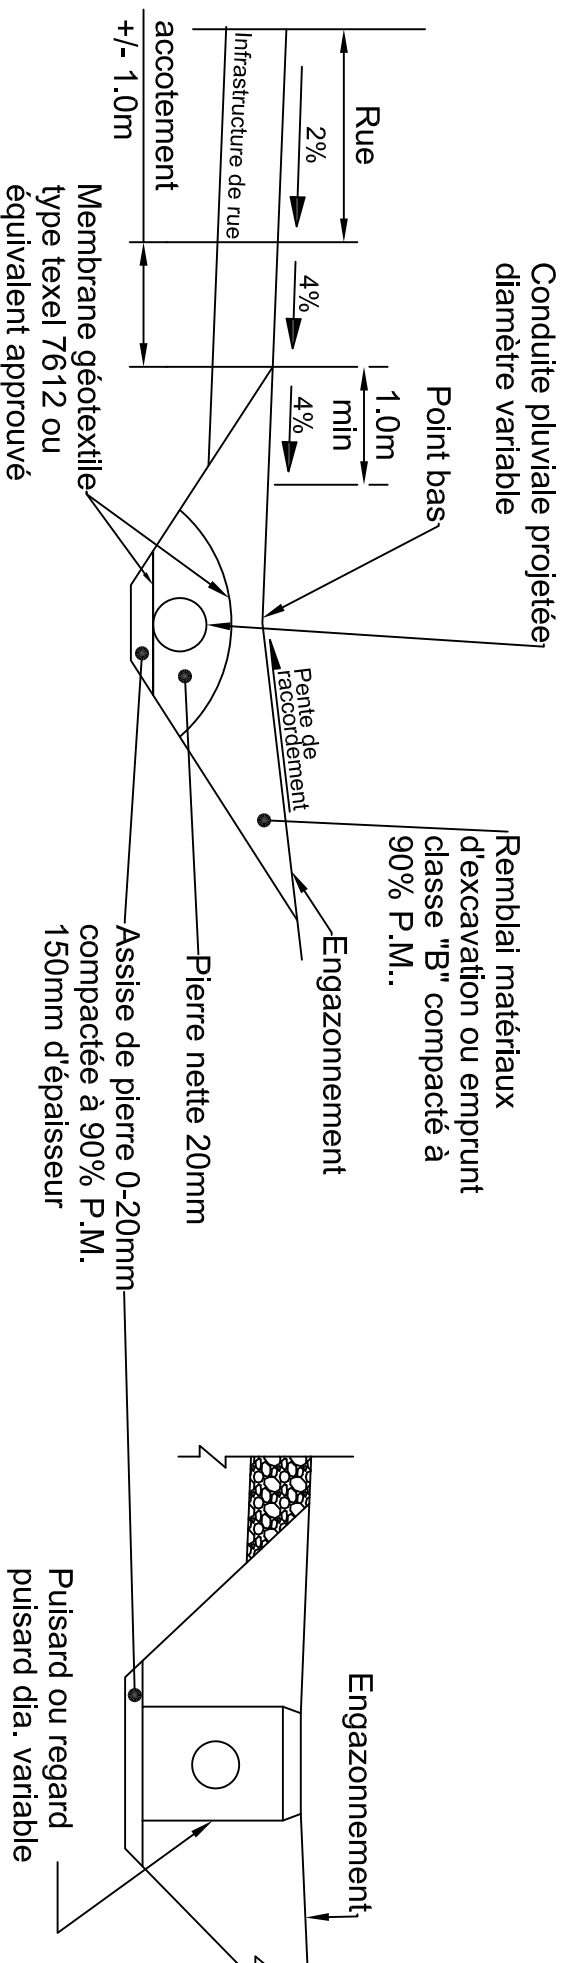 Conduite pluviale projetée
diamètre variable
Remblai matériaux
d'excavation ou emprunt
classe "B" compacté à
90% P.M..
Point bas
Rue
1.0m
min
2%
4%
4%
Pente de
raccordement
Engazonnement
Infrastructure de rue
accotement
+/- 1.0m
Pierre nette 20mm
Membrane géotextile
type texel 7612 ou
équivalent approuvé
Assise de pierre 0-20mm
compactée à 90% P.M.
150mm d'épaisseur
Engazonnement
Puisard ou regard
puisard dia. variable